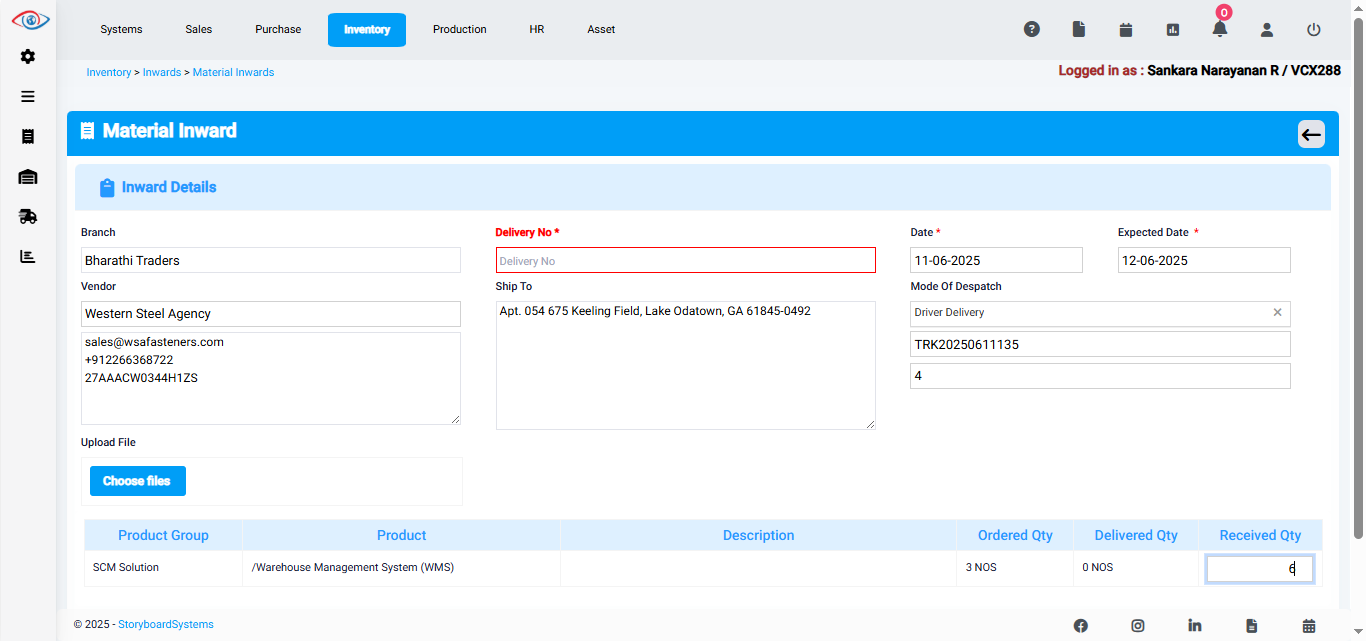 Systems Sales Purchase Inventory Production HR Asset 0
Inventory > Inwards > Material Inwards
Logged in as : Sankara Narayanan R / VCX288
Material Inward
Inward Details
Branch
Bharathi Traders
Delivery No *
Delivery No
Date *
11-06-2025
Expected Date *
12-06-2025
Vendor
Western Steel Agency
sales@wsafasteners.com
+912266368722
27AAACW0344H1ZS
Ship To
Apt. 054 675 Keeling Field, Lake Odatown, GA 61845-0492
Mode Of Despatch
Driver Delivery ×
TRK20250611135
4
Upload File
Choose files
Product Group Product Description Ordered Qty Delivered Qty Received Qty
SCM Solution /Warehouse Management System (WMS) 3 NOS 0 NOS 6
© 2025 - StoryboardSystems